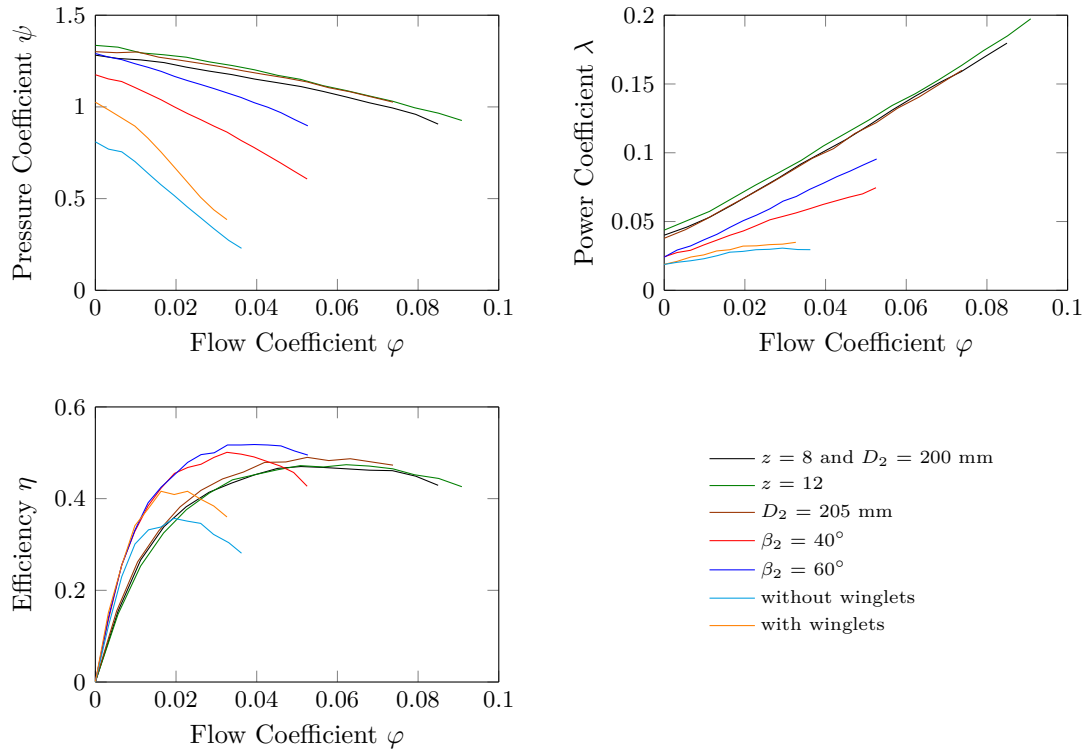 Pressure Coefficient ψ
1.5
1
0.5
0
0 0.02 0.04 0.06 0.08 0.1
Flow Coefficient φ
Power Coefficient λ
0.2
0.15
0.1
0.05
0
0 0.02 0.04 0.06 0.08 0.1
Flow Coefficient φ
Efficiency η
0.6
0.4
0.2
0
0 0.02 0.04 0.06 0.08 0.1
Flow Coefficient φ
z = 8 and D₂ = 200 mm
z = 12
D₂ = 205 mm
β₂ = 40°
β₂ = 60°
without winglets
with winglets